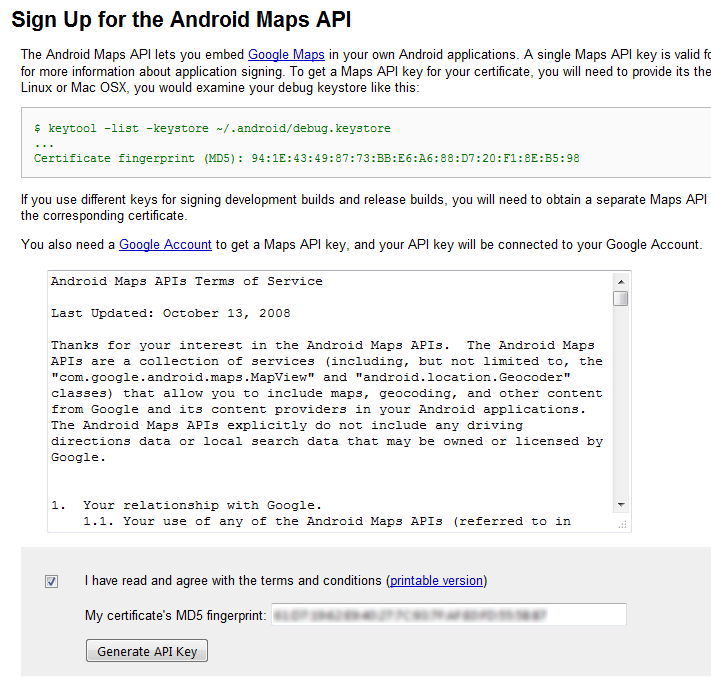 Sign Up for the Android Maps API
The Android Maps API lets you embed Google Maps in your own Android applications. A single Maps API key is valid
for more information about application signing. To get a Maps API key for your certificate, you will need to provide its
Linux or Mac OSX, you would examine your debug keystore like this:
$ keytool -list -keystore ~/.android/debug.keystore
...
Certificate fingerprint (MD5): 94:1E:43:49:87:73:BB:E6:A6:88:D7:20:F1:8E:B5:98
If you use different keys for signing development builds and release builds, you will need to obtain a separate Maps API
the corresponding certificate.
You also need a Google Account to get a Maps API key, and your API key will be connected to your Google Account.
Android Maps APIs Terms of Service
Last Updated: October 13, 2008
Thanks for your interest in the Android Maps APIs.  The Android Maps
APIs are a collection of services (including, but not limited to, the
"com.google.android.maps.MapView" and "android.location.Geocoder"
classes) that allow you to include maps, geocoding, and other content
from Google and its content providers in your Android applications.
The Android Maps APIs explicitly do not include any driving
directions data or local search data that may be owned or licensed by
Google.
1.  Your relationship with Google.
1.1. Your use of any of the Android Maps APIs (referred to in
I have read and agree with the terms and conditions (printable version)
My certificate's MD5 fingerprint:
Generate API Key